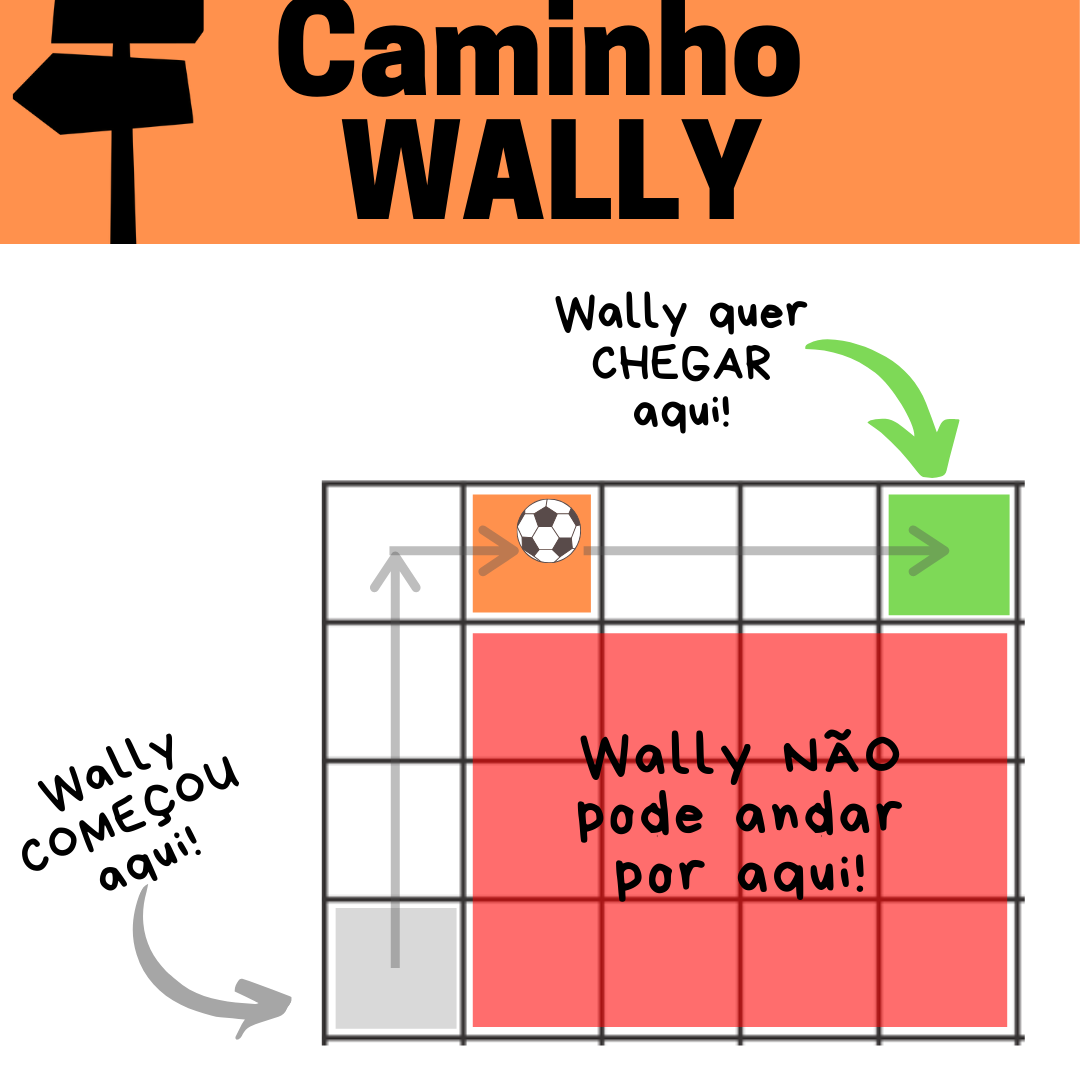 Caminho
WALLY
Wally quer
CHEGAR
aqui!
Wally NÃO
pode andar
por aqui!
Wally
COMEÇOU
aqui!